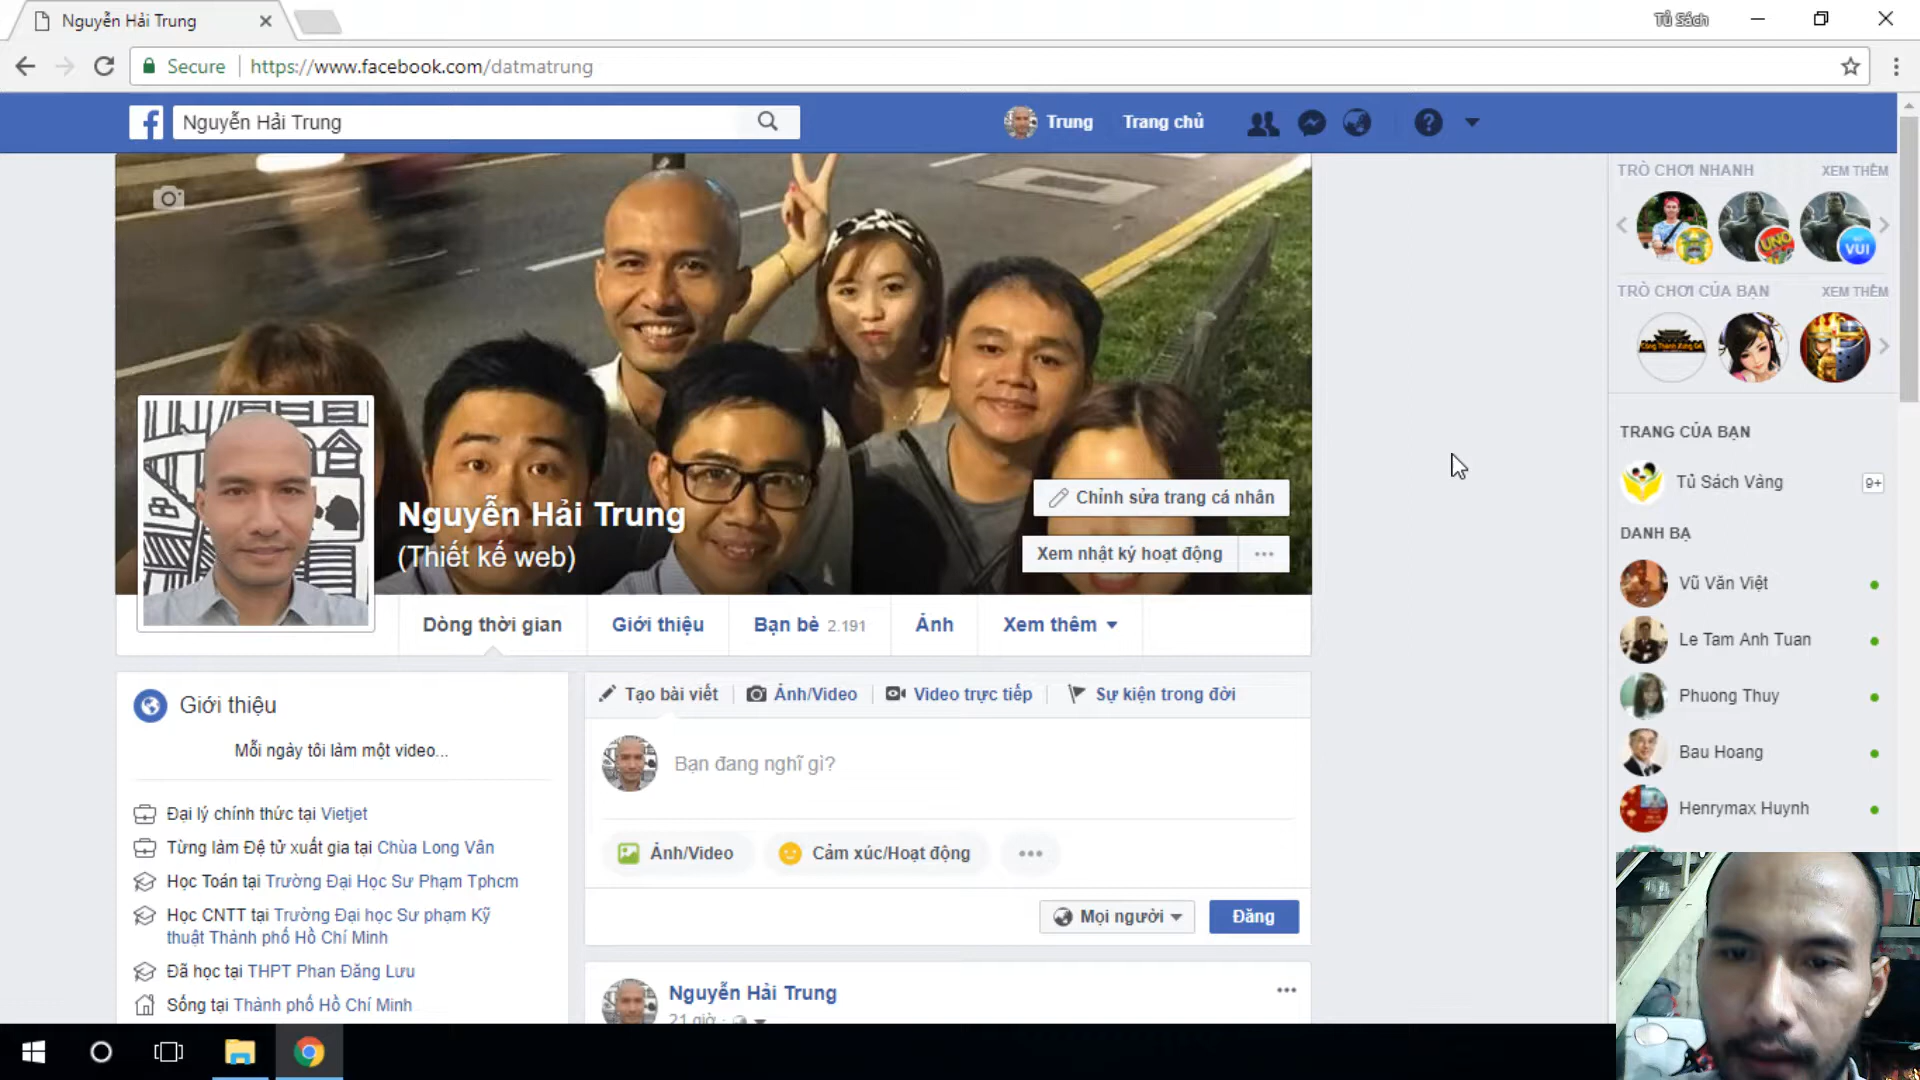 Nguyễn Hải Trung
Tủ Sách
Secure
https://www.facebook.com/datmatrung
Nguyễn Hải Trung
Trung
Trang chủ
TRÒ CHƠI NHANH
XEM THÊM
UNO
VUI
TRÒ CHƠI CỦA BẠN
XEM THÊM
TRANG CỦA BẠN
Tủ Sách Vàng
9+
DANH BẠ
Vũ Văn Việt
Le Tam Anh Tuan
Phuong Thuy
Bau Hoang
Henrymax Huynh
Chỉnh sửa trang cá nhân
Nguyễn Hải Trung
(Thiết kế web)
Xem nhật ký hoạt động
Dòng thời gian
Giới thiệu
Bạn bè 2.191
Ảnh
Xem thêm
Giới thiệu
Mỗi ngày tôi làm một video...
Đại lý chính thức tại Vietjet
Từng làm Đệ tử xuất gia tại Chùa Long Vân
Học Toán tại Trường Đại Học Sư Phạm Tphcm
Học CNTT tại Trường Đại học Sư phạm Kỹ
thuật Thành phố Hồ Chí Minh
Đã học tại THPT Phan Đăng Lưu
Sống tại Thành phố Hồ Chí Minh
Tạo bài viết
Ảnh/Video
Video trực tiếp
Sự kiện trong đời
Bạn đang nghĩ gì?
Ảnh/Video
Cảm xúc/Hoạt động
Mọi người
Đăng
Nguyễn Hải Trung
21 giờ